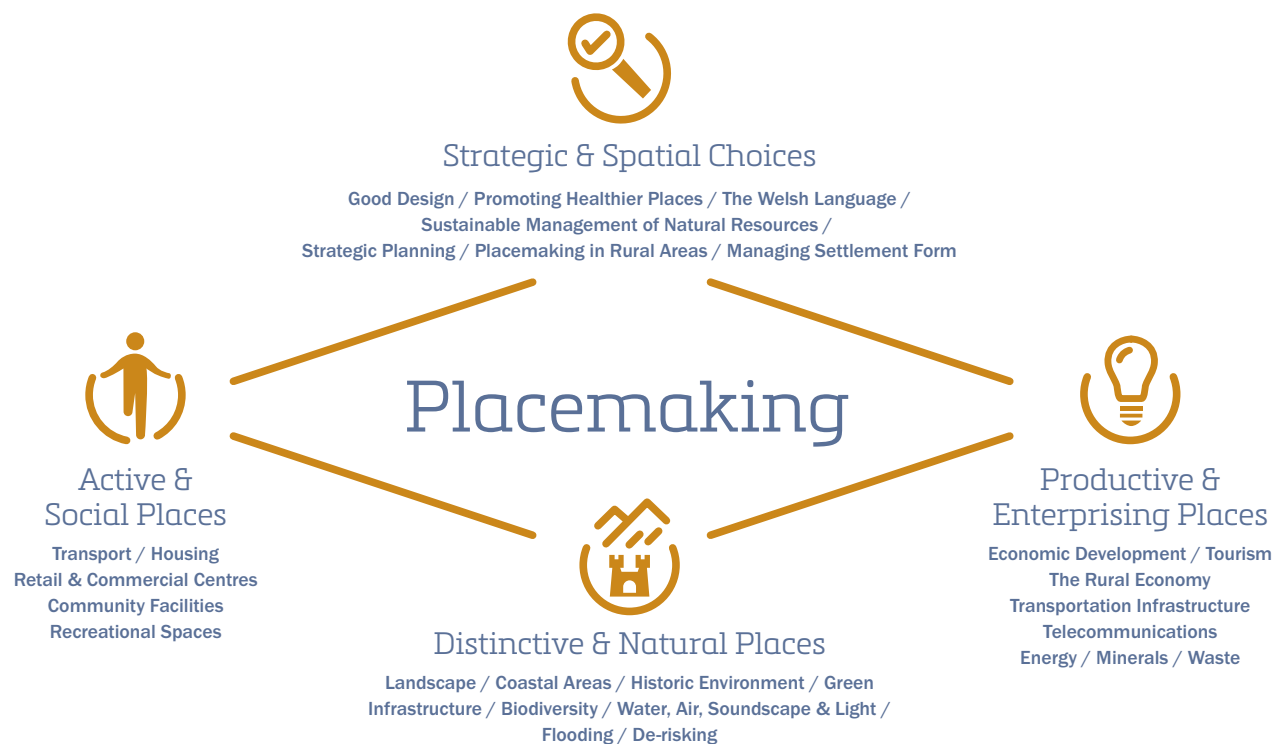 Strategic & Spatial Choices
Good Design / Promoting Healthier Places / The Welsh Language /
Sustainable Management of Natural Resources /
Strategic Planning / Placemaking in Rural Areas / Managing Settlement Form
Placemaking
Active &
Social Places
Transport / Housing
Retail & Commercial Centres
Community Facilities
Recreational Spaces
Productive &
Enterprising Places
Economic Development / Tourism
The Rural Economy
Transportation Infrastructure
Telecommunications
Energy / Minerals / Waste
Distinctive & Natural Places
Landscape / Coastal Areas / Historic Environment / Green
Infrastructure / Biodiversity / Water, Air, Soundscape & Light /
Flooding / De-risking